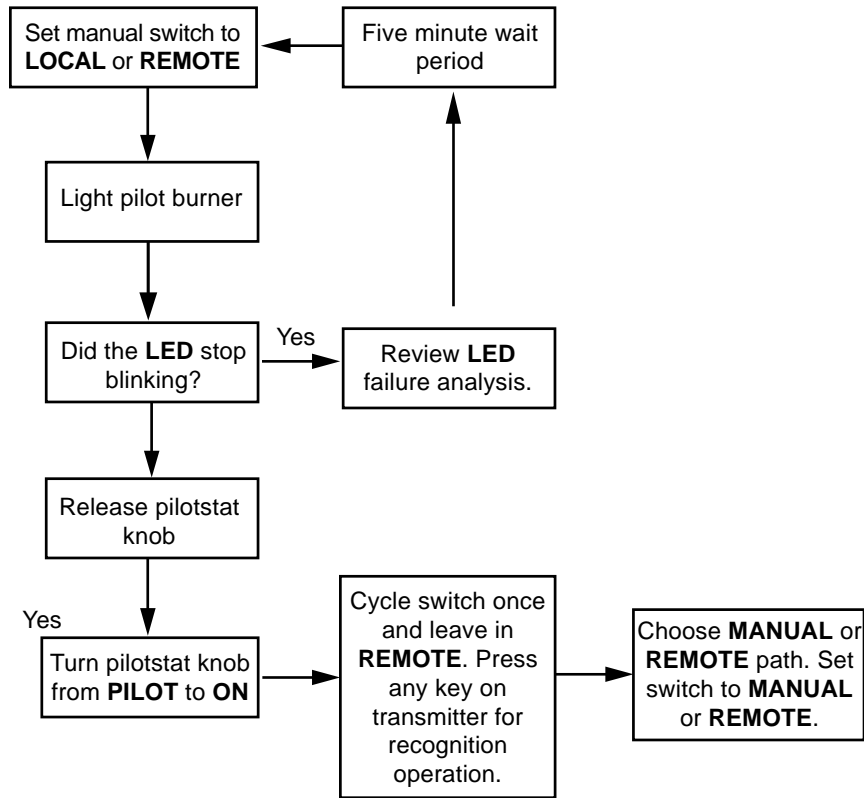 Set manual switch to
LOCAL or REMOTE
Five minute wait
period
Light pilot burner
Did the LED stop
blinking?
Yes
Review LED
failure analysis.
Release pilotstat
knob
Yes
Turn pilotstat knob
from PILOT to ON
Cycle switch once
and leave in
REMOTE. Press
any key on
transmitter for
recognition
operation.
Choose MANUAL or
REMOTE path. Set
switch to MANUAL
or REMOTE.